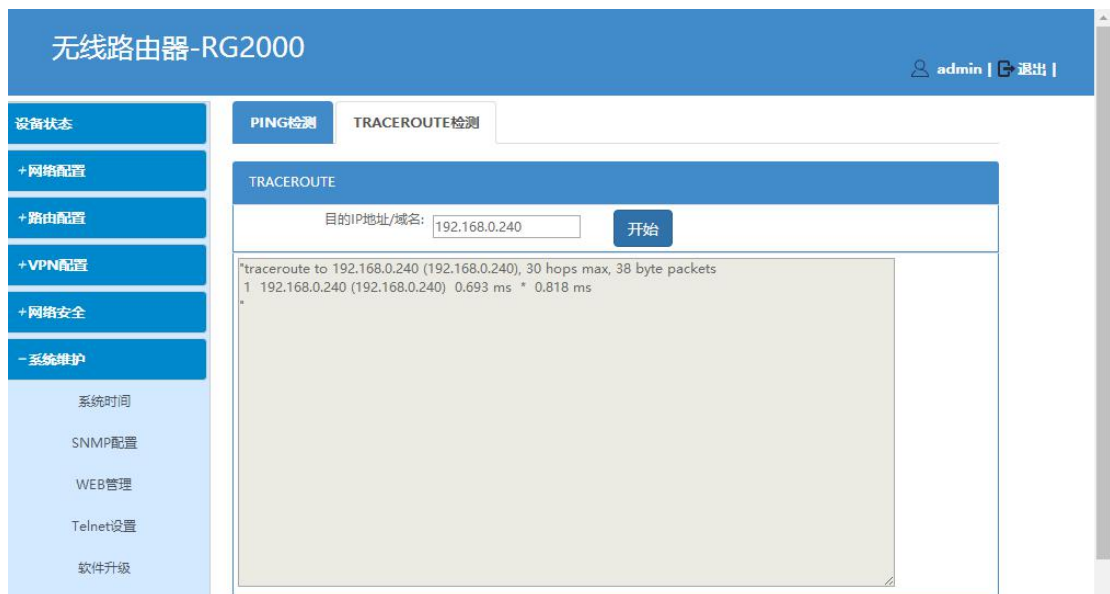 无线路由器-RG2000
admin | 退出 |
设备状态
+网络配置
+路由配置
+VPN配置
+网络安全
-系统维护
系统时间
SNMP配置
WEB管理
Telnet设置
软件升级
PING检测 TRACEROUTE检测
TRACEROUTE
目的IP地址/域名: 192.168.0.240 开始
"traceroute to 192.168.0.240 (192.168.0.240), 30 hops max, 38 byte packets
1 192.168.0.240 (192.168.0.240) 0.693 ms * 0.818 ms
"